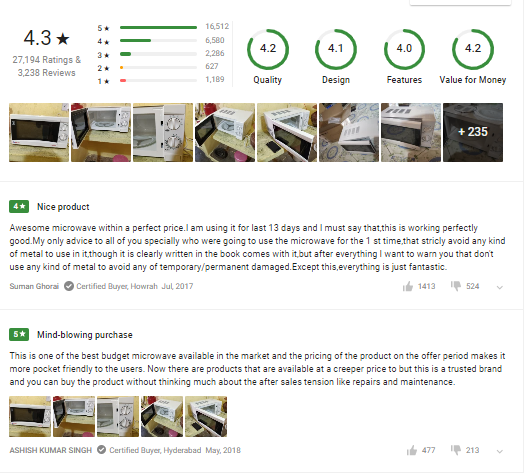 4.3 ★
27,194 Ratings &
3,238 Reviews
5 ★ 16,512
4 ★ 6,580
3 ★ 2,286
2 ★ 627
1 ★ 1,189
4.2 4.1 4.0 4.2
Quality Design Features Value for Money
+ 235
4 ★ Nice product
Awesome microwave within a perfect price.I am using it for last 13 days and I must say that,this is working perfectly
good.My only advice to all of you specially who were going to use the microwave for the 1 st time,that stricly avoid any kind
of metal to use in it,though it is clearly written in the book comes with it,but after everything I want to warn you that don't
use any kind of metal to avoid any of temporary/permanent damaged.Except this,everything is just fantastic.
Suman Ghorai Certified Buyer, Howrah Jul, 2017 1413 524
5 ★ Mind-blowing purchase
This is one of the best budget microwave available in the market and the pricing of the product on the offer period makes it
more pocket friendly to the users. Now there are products that are available at a creeper price to but this is a trusted brand
and you can buy the product without thinking much about the after sales tension like repairs and maintenance.
ASHISH KUMAR SINGH Certified Buyer, Hyderabad May, 2018 477 213